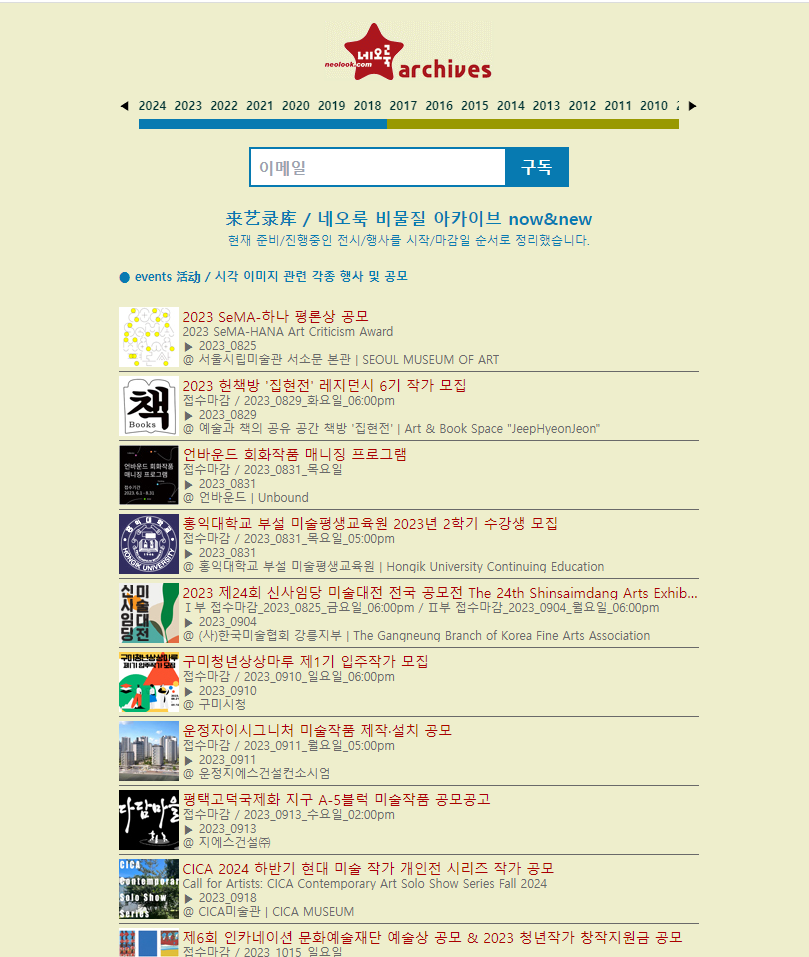 네오룩
neolook.com
archives
◀ 2024 2023 2022 2021 2020 2019 2018 2017 2016 2015 2014 2013 2012 2011 2010 ▶
이메일 구독
来艺录库 / 네오룩 비물질 아카이브 now&new
현재 준비/진행중인 전시/행사를 시작/마감일 순서로 정리했습니다.
● events 活动 / 시각 이미지 관련 각종 행사 및 공모
2023 SeMA-하나 평론상 공모
2023 SeMA-HANA Art Criticism Award
▶ 2023_0825
@ 서울시립미술관 서소문 본관 | SEOUL MUSEUM OF ART
책
Books
2023 헌책방 '집현전' 레지던시 6기 작가 모집
접수마감 / 2023_0829_화요일_06:00pm
▶ 2023_0829
@ 예술과 책의 공유 공간 책방 '집현전' | Art & Book Space "JeepHyeonJeon"
언바운드 회화작품
매니징 프로그램
접수기간
2023. 6.1 - 8.31
언바운드 회화작품 매니징 프로그램
접수마감 / 2023_0831_목요일
▶ 2023_0831
@ 언바운드 | Unbound
홍익대학교
HONGIK UNIVERSITY
홍익대학교 부설 미술평생교육원 2023년 2학기 수강생 모집
접수마감 / 2023_0831_목요일_05:00pm
▶ 2023_0831
@ 홍익대학교 부설 미술평생교육원 | Hongik University Continuing Education
신사임당
미술대전
2023 제24회 신사임당 미술대전 전국 공모전 The 24th Shinsaimdang Arts Exhib...
Ⅰ부 접수마감_2023_0825_금요일_06:00pm / Ⅱ부 접수마감_2023_0904_월요일_06:00pm
▶ 2023_0904
@ (사)한국미술협회 강릉지부 | The Gangneung Branch of Korea Fine Arts Association
구미청년상상마루
제1기 입주작가 모집
구미청년상상마루 제1기 입주작가 모집
접수마감 / 2023_0910_일요일_06:00pm
▶ 2023_0910
@ 구미시청
운정자이시그니처 미술작품 제작·설치 공모
접수마감 / 2023_0911_월요일_05:00pm
▶ 2023_0911
@ 운정지에스건설컨소시엄
다담마을
평택고덕국제화 지구 A-5블럭 미술작품 공모공고
접수마감 / 2023_0913_수요일_02:00pm
▶ 2023_0913
@ 지에스건설㈜
CICA
Contemporar
Solo Show
Series
CICA 2024 하반기 현대 미술 작가 개인전 시리즈 작가 공모
Call for Artists: CICA Contemporary Art Solo Show Series Fall 2024
▶ 2023_0918
@ CICA미술관 | CICA MUSEUM
제6회 인카네이션 문화예술재단 예술상 공모 & 2023 청년작가 창작지원금 공모
접수마감 / 2023_1015_일요일